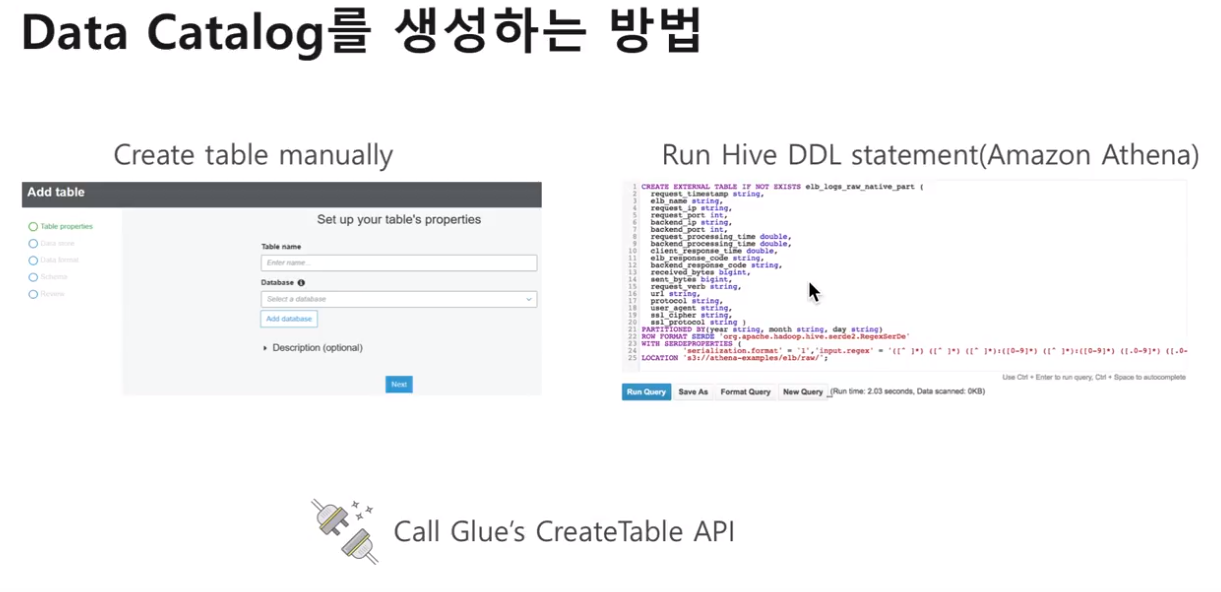 Data Catalog를 생성하는 방법
Create table manually
Run Hive DDL statement(Amazon Athena)
Add table
Table properties
Data store
Data format
Schema
Review
Set up your table's properties
Table name
Enter name...
Database
Select a database
Add database
Description (optional)
Next
1 CREATE EXTERNAL TABLE IF NOT EXISTS elb_logs_raw_native_part (
2 request_timestamp string,
3 elb_name string,
4 request_ip string,
5 request_port int,
6 backend_ip string,
7 backend_port int,
8 request_processing_time double,
9 backend_processing_time double,
10 client_response_time double,
11 elb_response_code string,
12 backend_response_code string,
13 received_bytes bigint,
14 sent_bytes bigint,
15 request_verb string,
16 url string,
17 protocol string,
18 user_agent string,
19 ssl_cipher string,
20 ssl_protocol string )
21 PARTITIONED BY(year string, month string, day string)
22 ROW FORMAT SERDE 'org.apache.hadoop.hive.serde2.RegexSerDe'
23 WITH SERDEPROPERTIES (
24 'serialization.format' = '1','input.regex' = '([^ ]*) ([^ ]*) ([^ ]*):([0-9]*) ([^ ]*):([0-9]*) ([.0-9]*) ([.0-
25 LOCATION 's3://athena-examples/elb/raw/';
Use Ctrl + Enter to run query, Ctrl + Space to autocomplete
Run Query Save As Format Query New Query (Run time: 2.03 seconds, Data scanned: 0KB)
Call Glue's CreateTable API